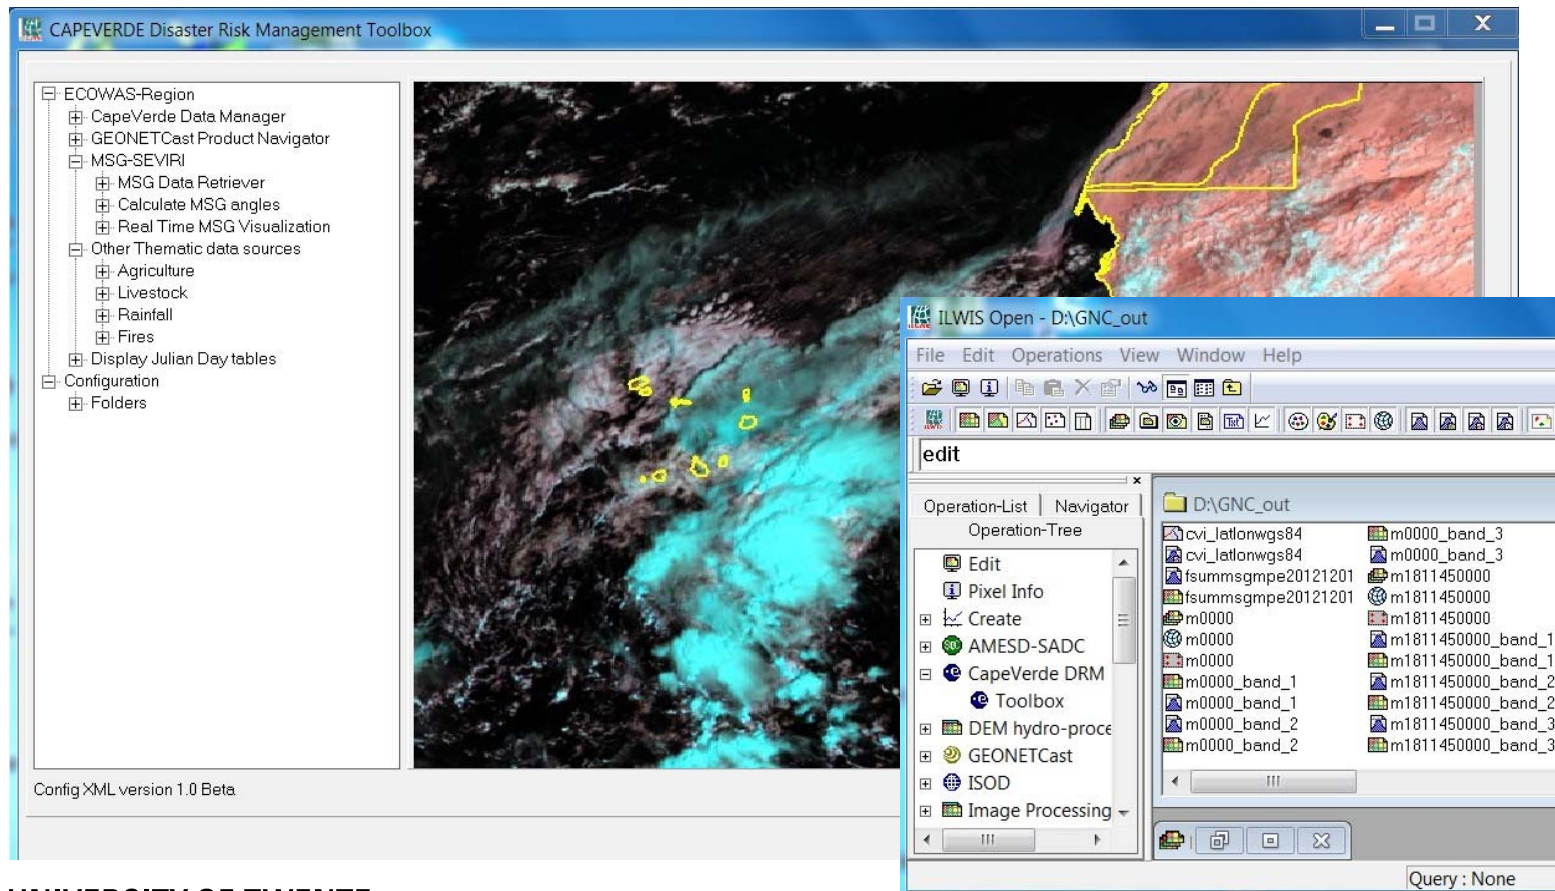 CAPEVERDE Disaster Risk Management Toolbox
ECOWAS-Region
CapeVerde Data Manager
GEONETCast Product Navigator
MSG-SEVIRI
MSG Data Retriever
Calculate MSG angles
Real Time MSG Visualization
Other Thematic data sources
Agriculture
Livestock
Rainfall
Fires
Display Julian Day tables
Configuration
Folders
Config XML version 1.0 Beta
ILWIS Open - D:\GNC_out
File Edit Operations View Window Help
edit
Operation-List Navigator
Operation-Tree
Edit
Pixel Info
Create
AMESD-SADC
CapeVerde DRM
Toolbox
DEM hydro-proce
GEONETCast
ISOD
Image Processing
D:\GNC_out
cvi_latlonwgs84 m0000_band_3
cvi_latlonwgs84 m0000_band_3
fsummsgmpe20121201 m1811450000
fsummsgmpe20121201 m1811450000
m0000 m1811450000
m0000 m1811450000_band_1
m0000 m1811450000_band_1
m0000_band_1 m1811450000_band_2
m0000_band_1 m1811450000_band_2
m0000_band_2 m1811450000_band_3
m0000_band_2 m1811450000_band_3
Query : None
UNIVERSITY OF TWENTE